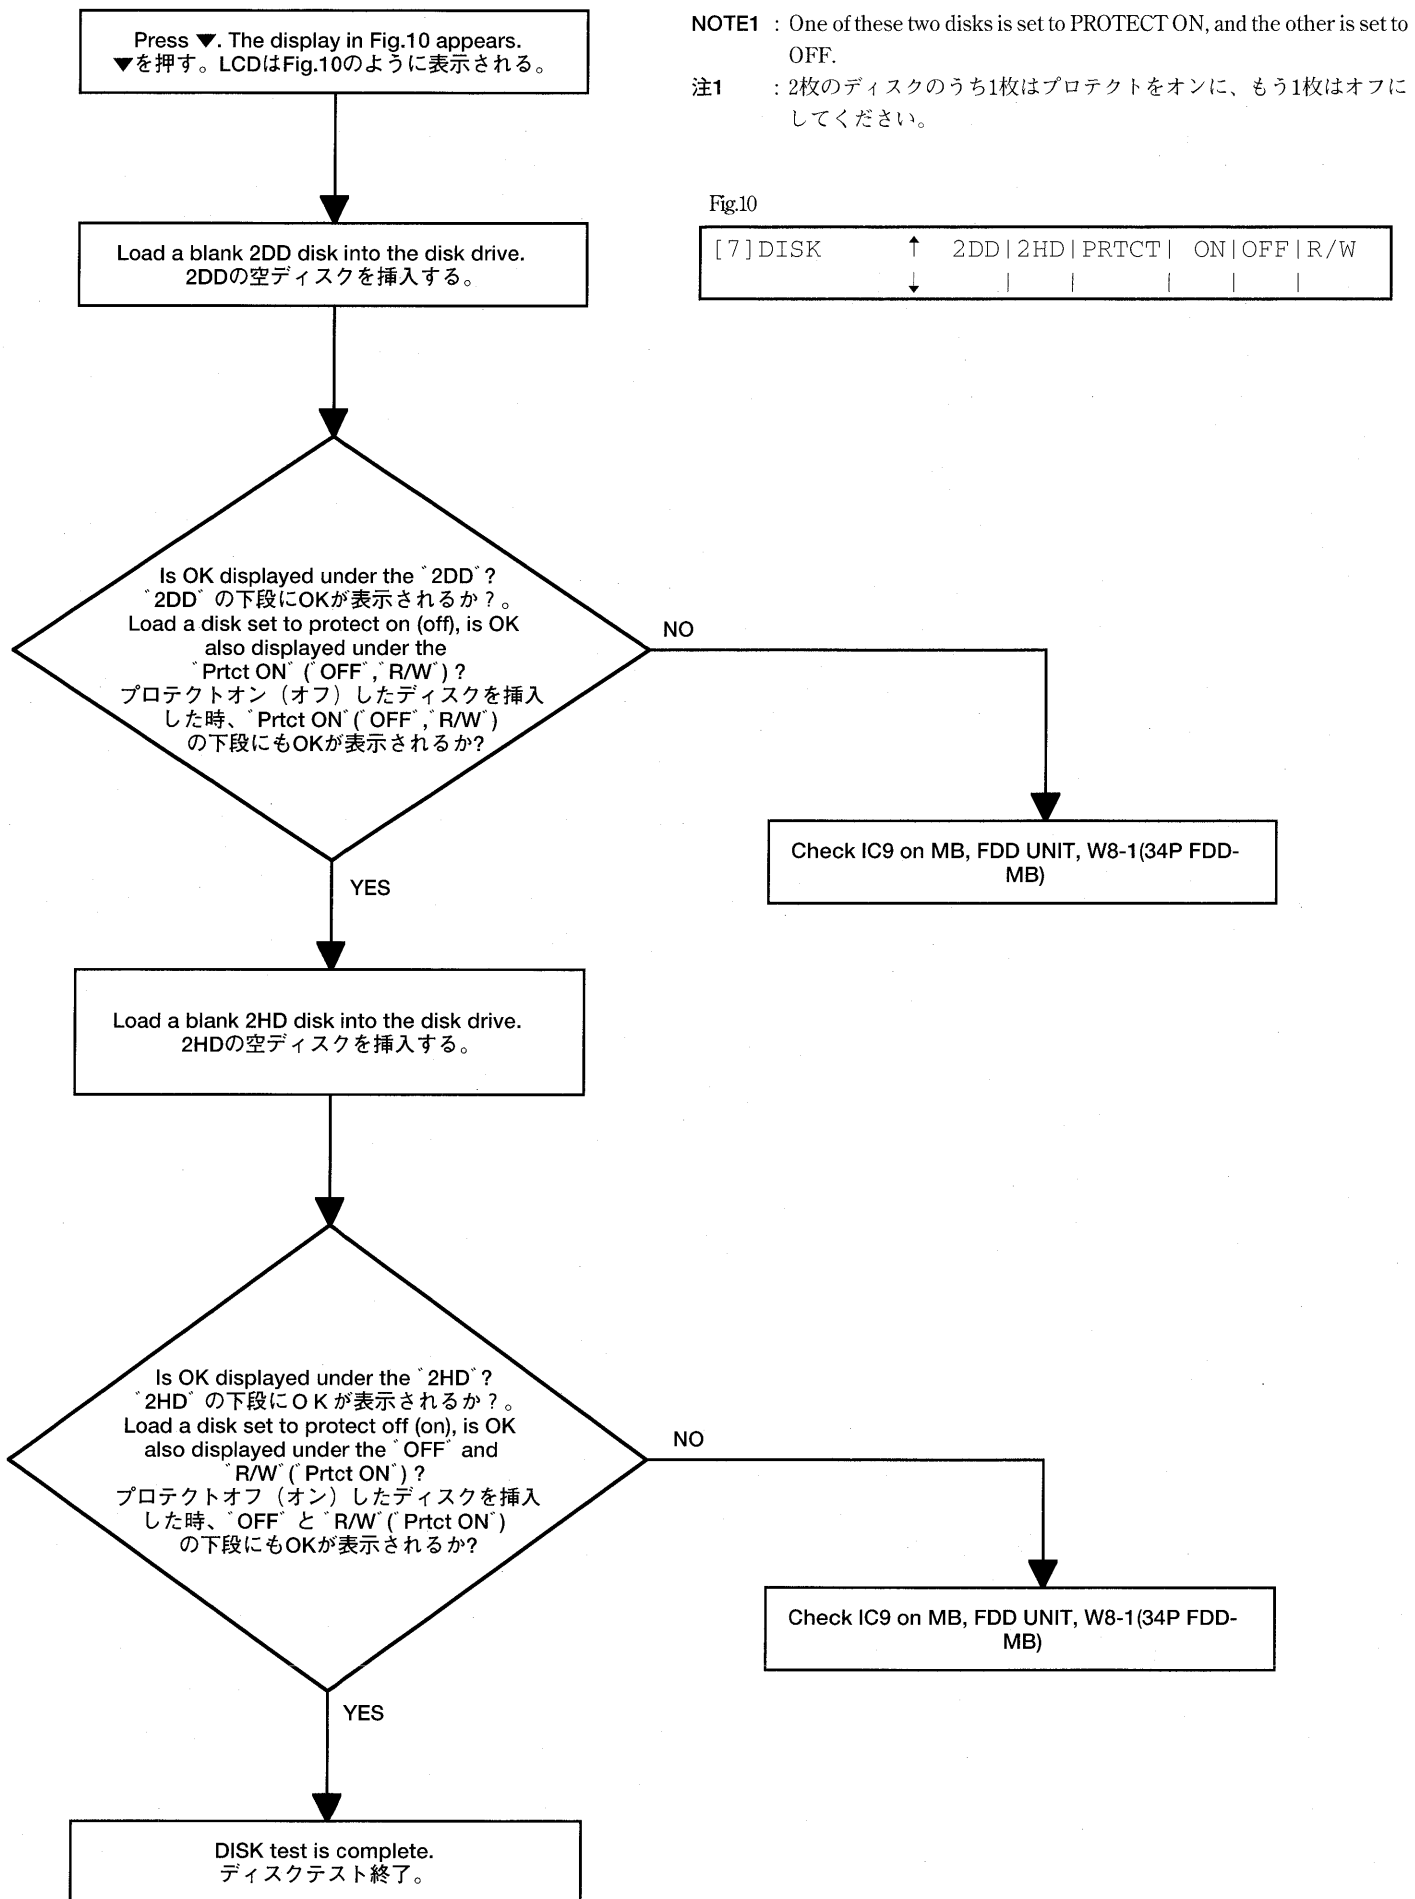 Press ▼. The display in Fig.10 appears.
▼を押す。LCDはFig.10のように表示される。
NOTE1 : One of these two disks is set to PROTECT ON, and the other is set to
OFF.
注1 : 2枚のディスクのうち1枚はプロテクトをオンに、もう1枚はオフに
してください。
Fig.10
[7]DISK ↑ 2DD|2HD|PRTCT| ON|OFF|R/W
↓ | | | | |
Load a blank 2DD disk into the disk drive.
2DDの空ディスクを挿入する。
Is OK displayed under the ˝2DD˝?
˝2DD˝ の下段にOKが表示されるか?。
Load a disk set to protect on (off), is OK
also displayed under the
˝Prtct ON˝ (˝OFF˝,˝R/W˝) ?
プロテクトオン(オフ)したディスクを挿入
した時、˝Prtct ON˝(˝OFF˝,˝R/W˝)
の下段にもOKが表示されるか?
NO
Check IC9 on MB, FDD UNIT, W8-1(34P FDD-
MB)
YES
Load a blank 2HD disk into the disk drive.
2HDの空ディスクを挿入する。
Is OK displayed under the ˝2HD˝?
˝2HD˝ の下段にOKが表示されるか?。
Load a disk set to protect off (on), is OK
also displayed under the ˝OFF˝ and
˝R/W˝(˝Prtct ON˝) ?
プロテクトオフ(オン)したディスクを挿入
した時、˝OFF˝ と ˝R/W˝(˝Prtct ON˝)
の下段にもOKが表示されるか?
NO
Check IC9 on MB, FDD UNIT, W8-1(34P FDD-
MB)
YES
DISK test is complete.
ディスクテスト終了。